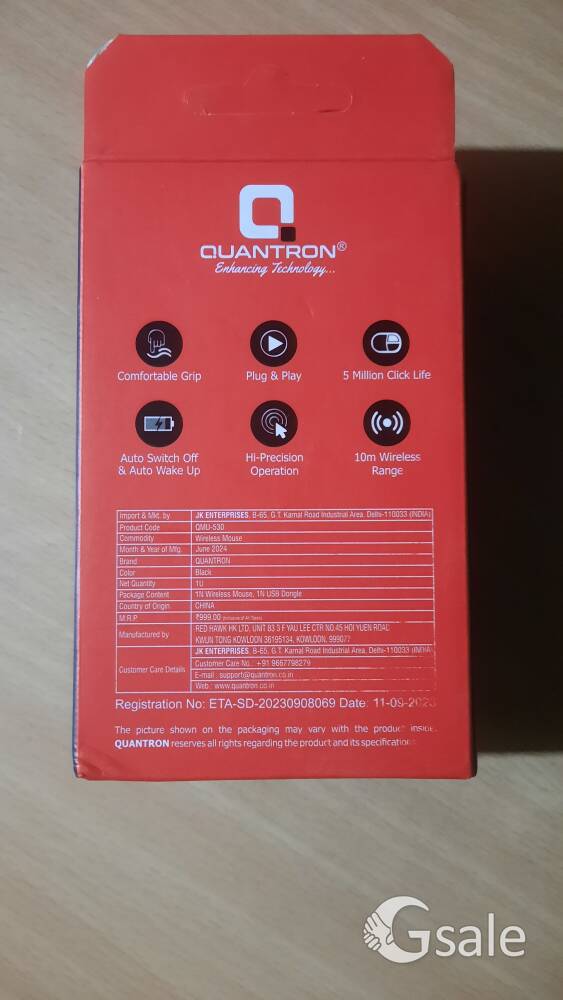 QUANTRON®
Enhancing Technology...
Comfortable Grip
Plug & Play
5 Million Click Life
Auto Switch Off
& Auto Wake Up
Hi-Precision
Operation
10m Wireless
Range
Import & Mkt. by JK ENTERPRISES, B-65, G.T. Karnal Road Industrial Area, Delhi-110033 (INDIA)
Product Code QMU-530
Commodity Wireless Mouse
Month & Year of Mfg. June 2024
Brand QUANTRON
Color Black
Net Quantity 1U
Package Content 1N Wireless Mouse, 1N USB Dongle
Country of Origin CHINA
M.R.P ₹999.00 (Inclusive of All Taxes)
Manufactured by RED HAWK HK LTD, UNIT 83 3 F YAU LEE CTR NO.45 HOI YUEN ROAD
KWUN TONG KOWLOON 36195134, KOWLOON, 999077
Customer Care Details JK ENTERPRISES, B-65, G.T. Karnal Road Industrial Area, Delhi-110033 (INDIA)
Customer Care No.: +91 9667798279
E-mail : support@quantron.co.in
Web : www.quantron.co.in
Registration No: ETA-SD-20230908069 Date: 11-09-2023
The picture shown on the packaging may vary with the product inside.
QUANTRON reserves all rights regarding the product and its specifications
Gsale